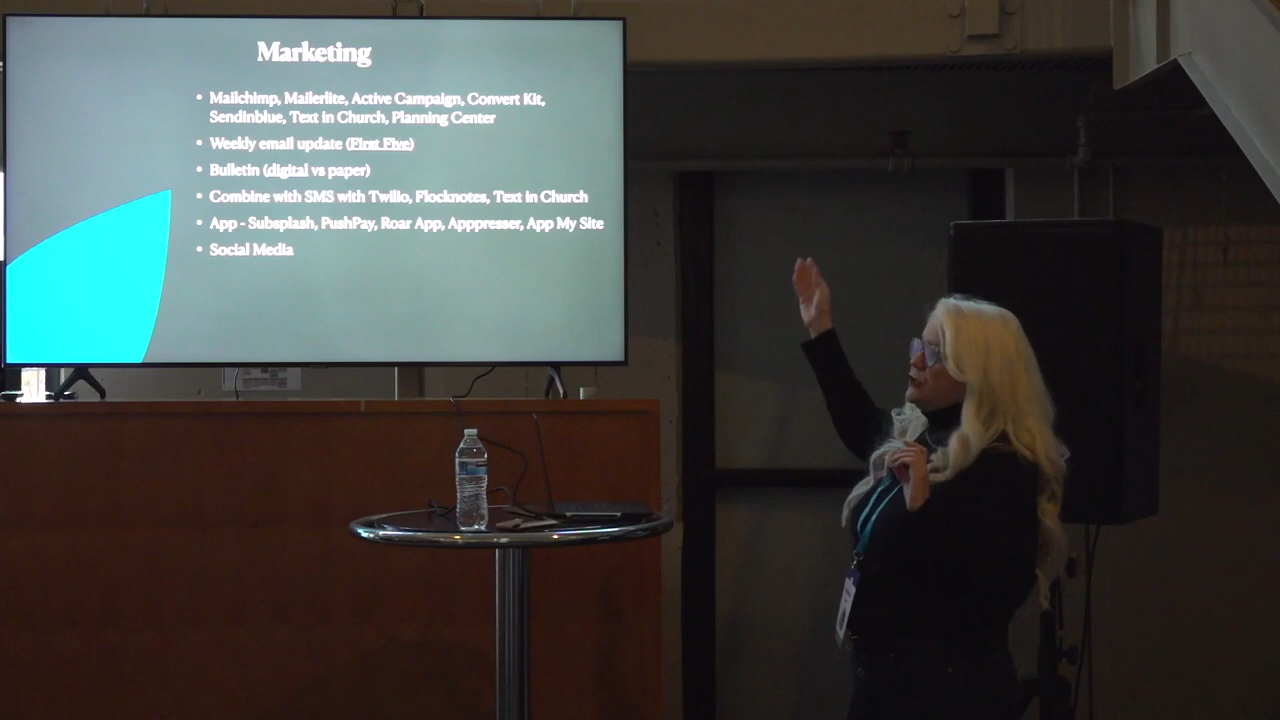 Marketing
• Mailchimp, Mailerlite, Active Campaign, Convert Kit,
Sendinblue, Text in Church, Planning Center
• Weekly email update (First Five)
• Bulletin (digital vs paper)
• Combine with SMS with Twilio, Flocknotes, Text in Church
• App - Subsplash, PushPay, Roar App, Apppresser, App My Site
• Social Media